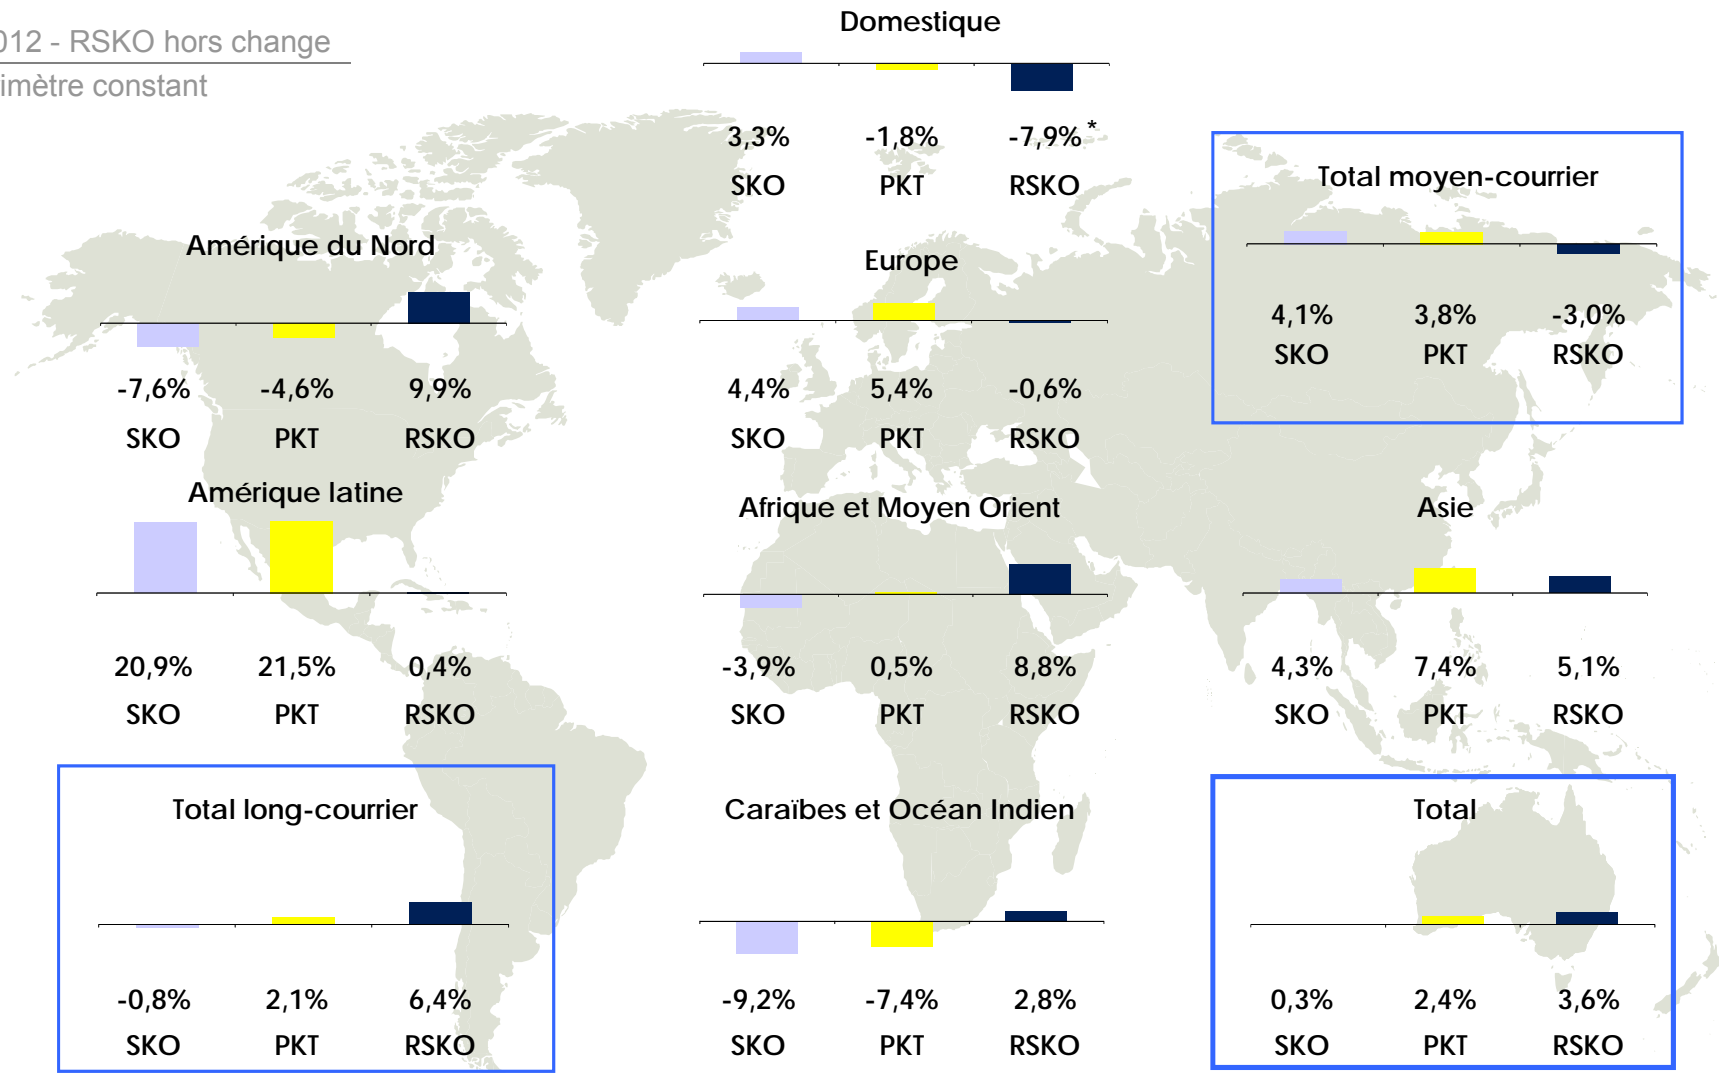 012 - RSKO hors change
imètre constant
Domestique
3,3% -1,8% -7,9% *
SKO PKT RSKO
Total moyen-courrier
4,1% 3,8% -3,0%
SKO PKT RSKO
Amérique du Nord
-7,6% -4,6% 9,9%
SKO PKT RSKO
Europe
4,4% 5,4% -0,6%
SKO PKT RSKO
Amérique latine
20,9% 21,5% 0,4%
SKO PKT RSKO
Afrique et Moyen Orient
-3,9% 0,5% 8,8%
SKO PKT RSKO
Asie
4,3% 7,4% 5,1%
SKO PKT RSKO
Total long-courrier
-0,8% 2,1% 6,4%
SKO PKT RSKO
Caraïbes et Océan Indien
-9,2% -7,4% 2,8%
SKO PKT RSKO
Total
0,3% 2,4% 3,6%
SKO PKT RSKO